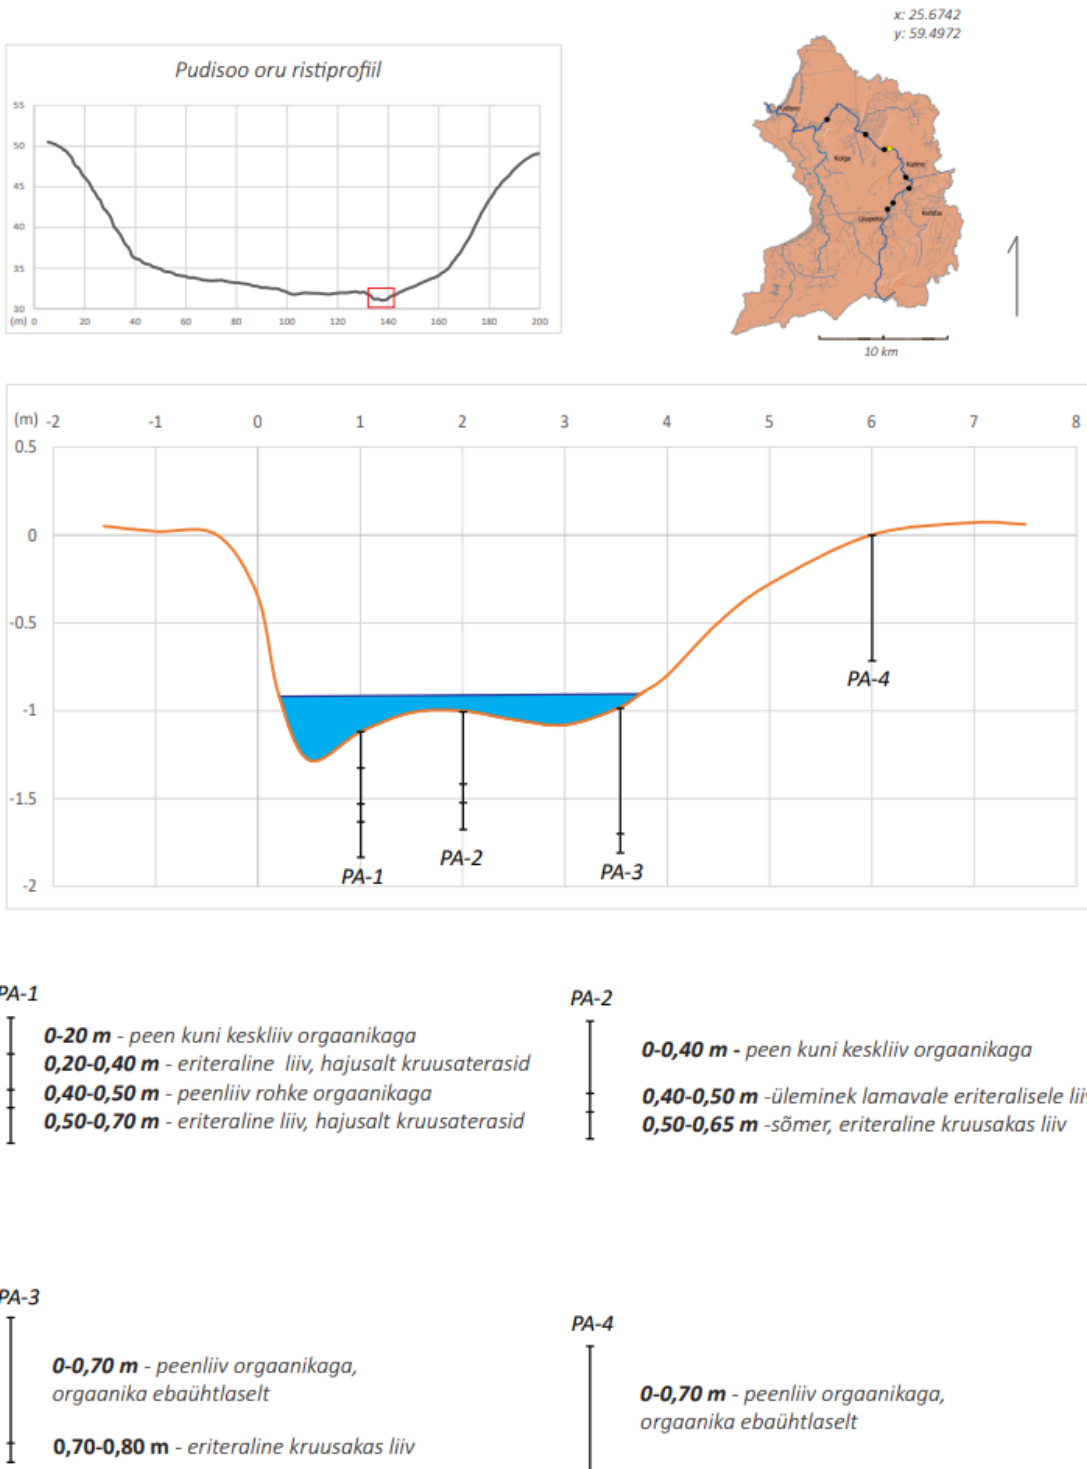 x: 25.6742
y: 59.4972
Pudisoo oru ristiprofiil
55
50
45
40
35
30
(m) 0 20 40 60 80 100 120 140 160 180 200
Pudisoo
Kolga
Kalme
Uuepõllu
Kemba
10 km
(m) -2 -1 0 1 2 3 4 5 6 7 8
0.5
0
-0.5
-1
-1.5
-2
PA-4
PA-2
PA-1
PA-3
PA-1
0-20 m - peen kuni keskliiv orgaanikaga
0,20-0,40 m - eriteraline liiv, hajusalt kruusaterasid
0,40-0,50 m - peenliiv rohke orgaanikaga
0,50-0,70 m - eriteraline liiv, hajusalt kruusaterasid
PA-2
0-0,40 m - peen kuni keskliiv orgaanikaga
0,40-0,50 m -üleminek lamavale eriteralisele liiv
0,50-0,65 m -sõmer, eriteraline kruusakas liiv
PA-3
0-0,70 m - peenliiv orgaanikaga,
orgaanika ebaühtlaselt
0,70-0,80 m - eriteraline kruusakas liiv
PA-4
0-0,70 m - peenliiv orgaanikaga,
orgaanika ebaühtlaselt